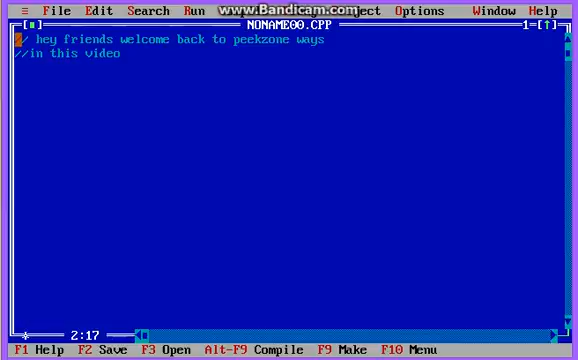 ≡ File Edit Search Run www.Bandicam.com ject Options Window Help
[■] NONAME00.CPP 1=[↑]
/ hey friends welcome back to peekzone ways
//in this video
2:17
F1 Help F2 Save F3 Open Alt-F9 Compile F9 Make F10 Menu